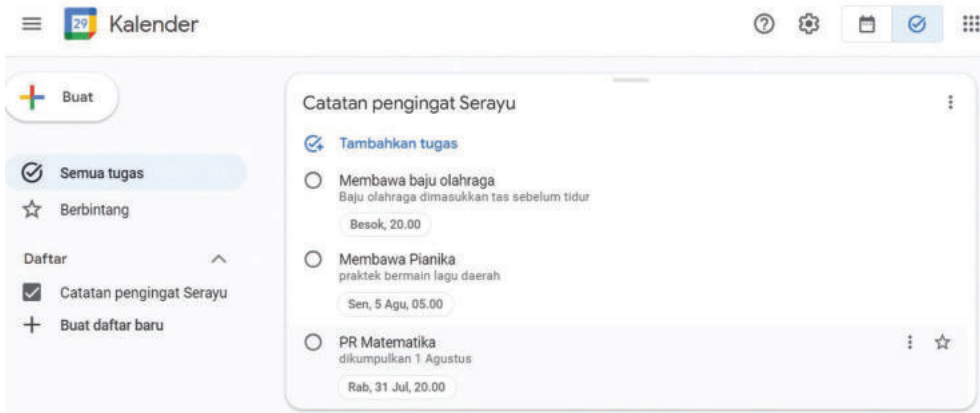 29 Kalender
Buat
Semua tugas
Berbintang
Daftar
Catatan pengingat Serayu
Buat daftar baru
Catatan pengingat Serayu
Tambahkan tugas
Membawa baju olahraga
Baju olahraga dimasukkan tas sebelum tidur
Besok, 20.00
Membawa Pianika
praktek bermain lagu daerah
Sen, 5 Agu, 05.00
PR Matematika
dikumpulkan 1 Agustus
Rab, 31 Jul, 20.00